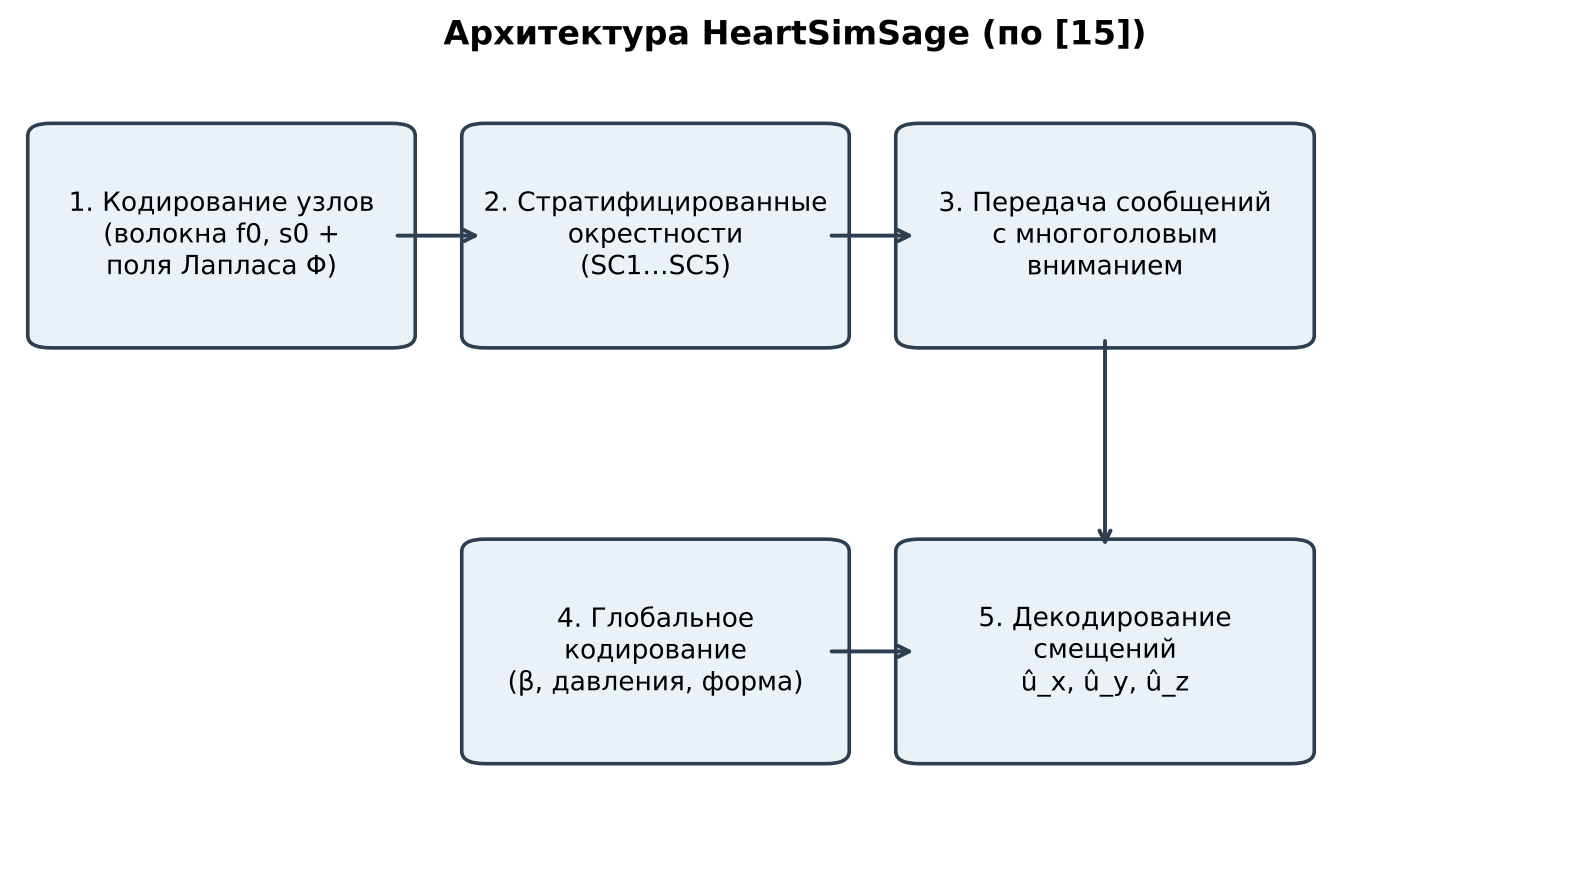 Архитектура HeartSimSage (по [15])
1. Кодирование узлов
(волокна f0, s0 +
поля Лапласа Φ)
2. Стратифицированные
окрестности
(SC1...SC5)
3. Передача сообщений
с многоголовым
вниманием
4. Глобальное
кодирование
(β, давления, форма)
5. Декодирование
смещений
û_x, û_y, û_z